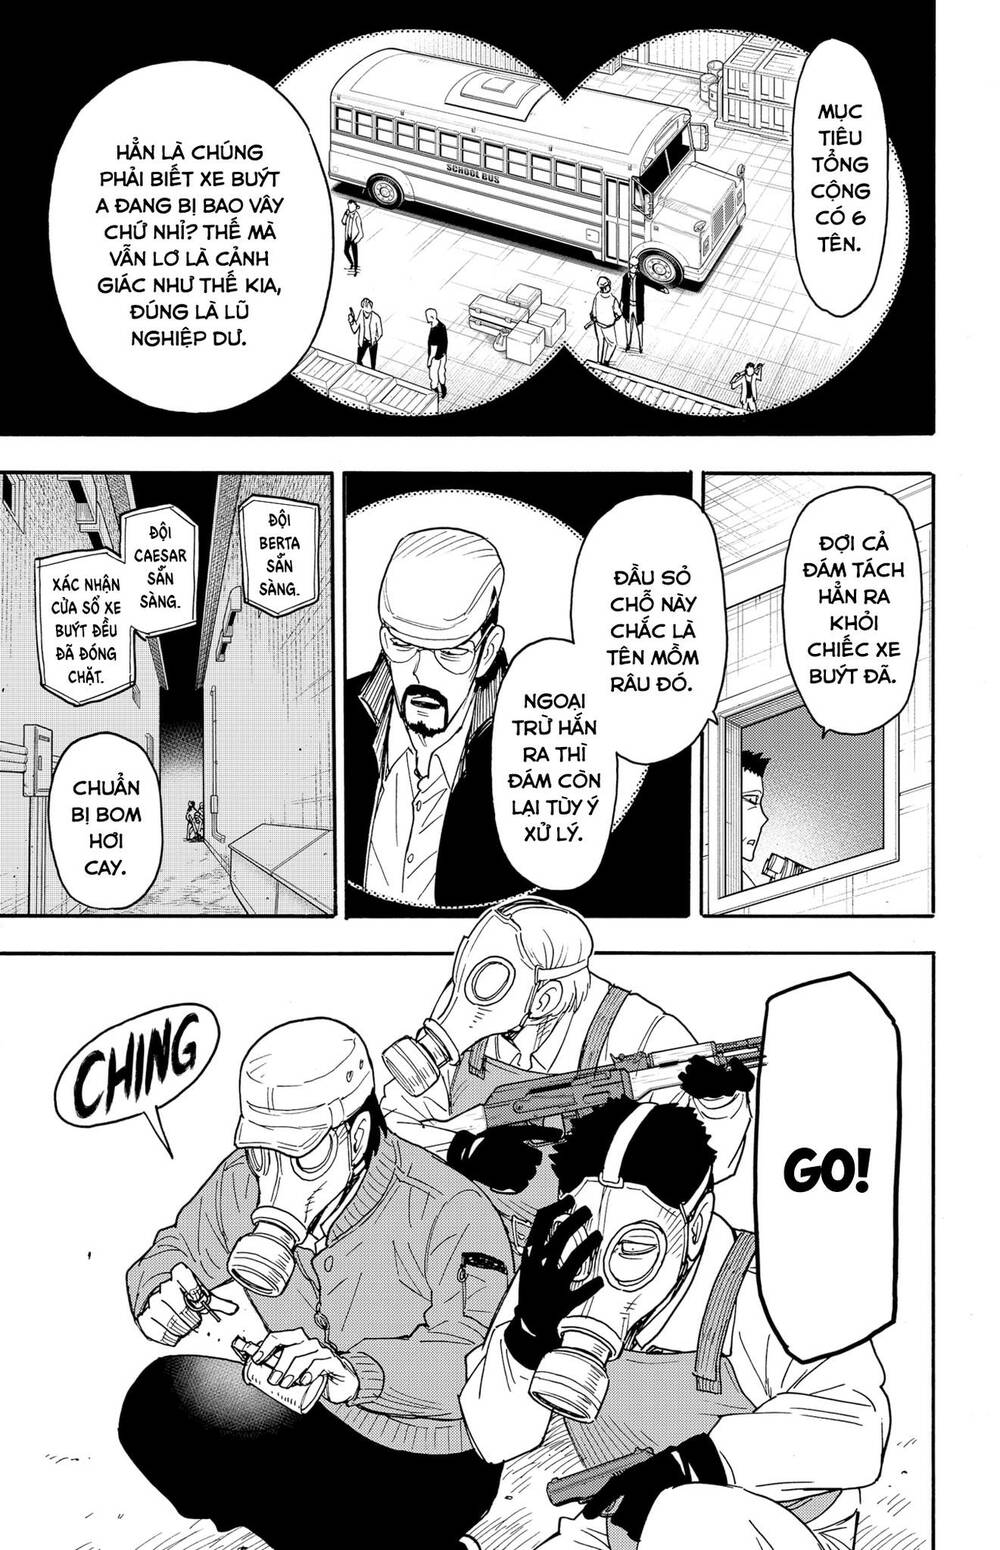 MỤC
TIÊU
TỔNG
CỘNG
CÓ 6
TÊN.
HẲN LÀ CHÚNG
PHẢI BIẾT XE BUÝT
A ĐANG BỊ BAO VÂY
CHỨ NHỈ? THẾ MÀ
VẪN LƠ LÀ CẢNH
GIÁC NHƯ THẾ KIA,
ĐÚNG LÀ LŨ
NGHIỆP DƯ.
SCHOOL BUS
ĐỢI CẢ
ĐÁM TÁCH
HẲN RA
KHỎI
CHIẾC XE
BUÝT ĐÃ.
ĐẦU SỎ
CHỖ NÀY
CHẮC LÀ
TÊN MỒM
RÂU ĐÓ.
NGOẠI
TRỪ HẮN
RA THÌ
ĐÁM CÒN
LẠI TÙY Ý
XỬ LÝ.
ĐỘI
BERTA
SẴN
SÀNG.
ĐỘI
CAESAR
SẴN
SÀNG.
XÁC NHẬN
CỬA SỔ XE
BUÝT ĐỀU
ĐÃ ĐÓNG
CHẶT.
CHUẨN
BỊ BOM
HƠI
CAY.
GO!
CHING